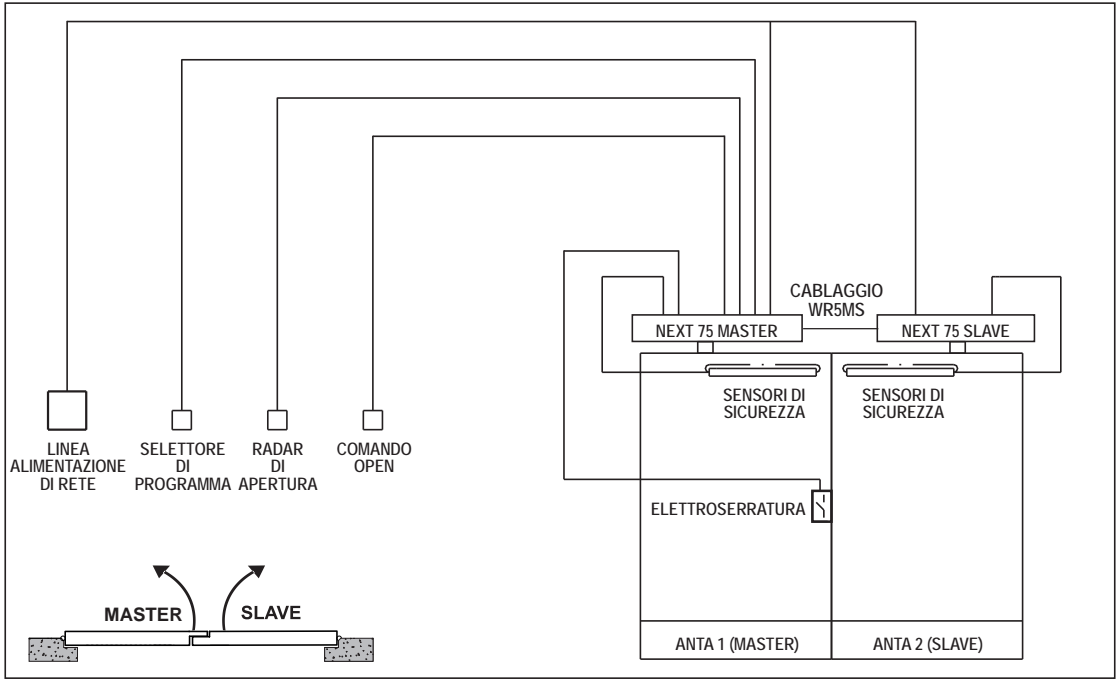 CABLAGGIO
WR5MS
NEXT 75 MASTER
NEXT 75 SLAVE
SENSORI DI
SICUREZZA
SENSORI DI
SICUREZZA
LINEA
ALIMENTAZIONE
DI RETE
SELETTORE
DI
PROGRAMMA
RADAR
DI
APERTURA
COMANDO
OPEN
ELETTROSERRATURA
MASTER
SLAVE
ANTA 1 (MASTER)
ANTA 2 (SLAVE)